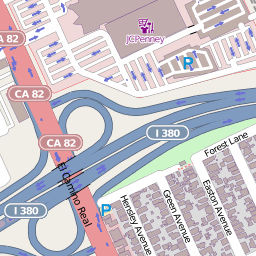 JCPenney
CA 82
P
CA 82
I 380
CA 82
Forest Lane
El Camino Real
I 380
P
Hensley Avenue
Green Avenue
Easton Avenue